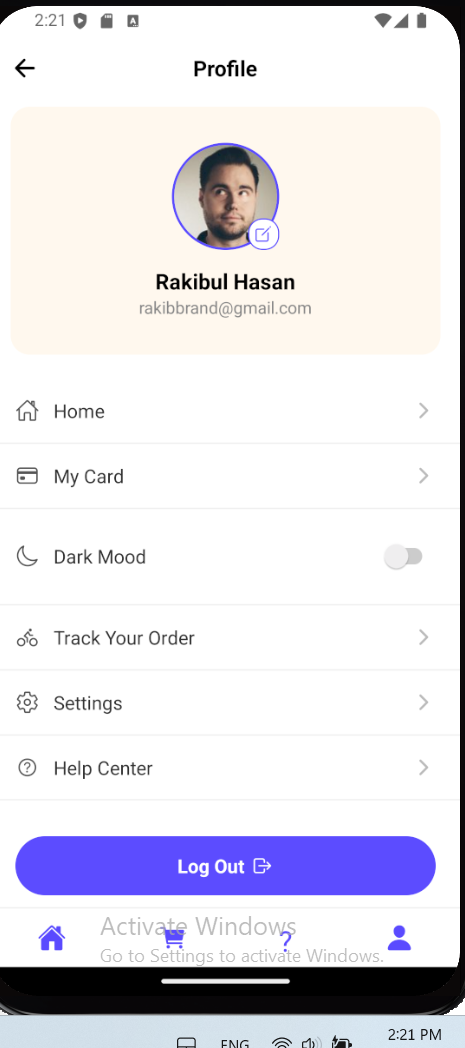 2:21
Profile
Rakibul Hasan
rakibbrand@gmail.com
Home
My Card
Dark Mood
Track Your Order
Settings
Help Center
Log Out
Activate Windows
?
Go to Settings to activate Windows.
ENG
2:21 PM